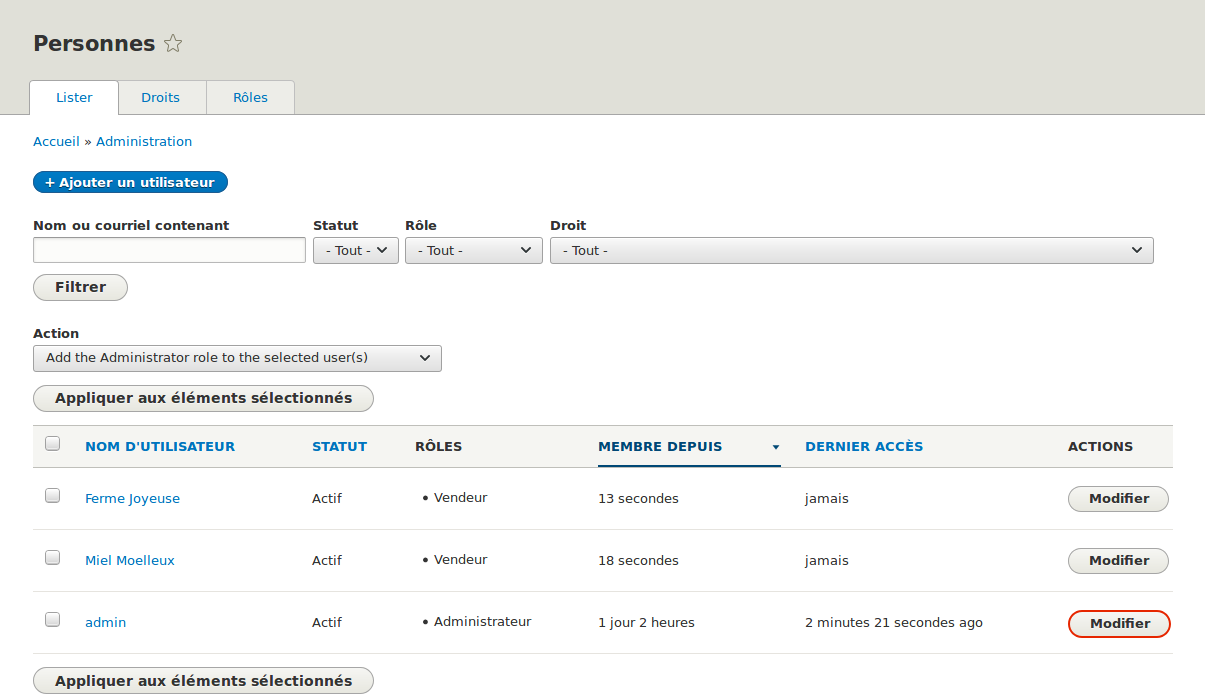 Personnes
Lister Droits Rôles
Accueil » Administration
+ Ajouter un utilisateur
Nom ou courriel contenant Statut Rôle Droit
- Tout - - Tout - - Tout -
Filtrer
Action
Add the Administrator role to the selected user(s)
Appliquer aux éléments sélectionnés
NOM D'UTILISATEUR STATUT RÔLES MEMBRE DEPUIS DERNIER ACCÈS ACTIONS
Ferme Joyeuse Actif • Vendeur 13 secondes jamais Modifier
Miel Moelleux Actif • Vendeur 18 secondes jamais Modifier
admin Actif • Administrateur 1 jour 2 heures 2 minutes 21 secondes ago Modifier
Appliquer aux éléments sélectionnés